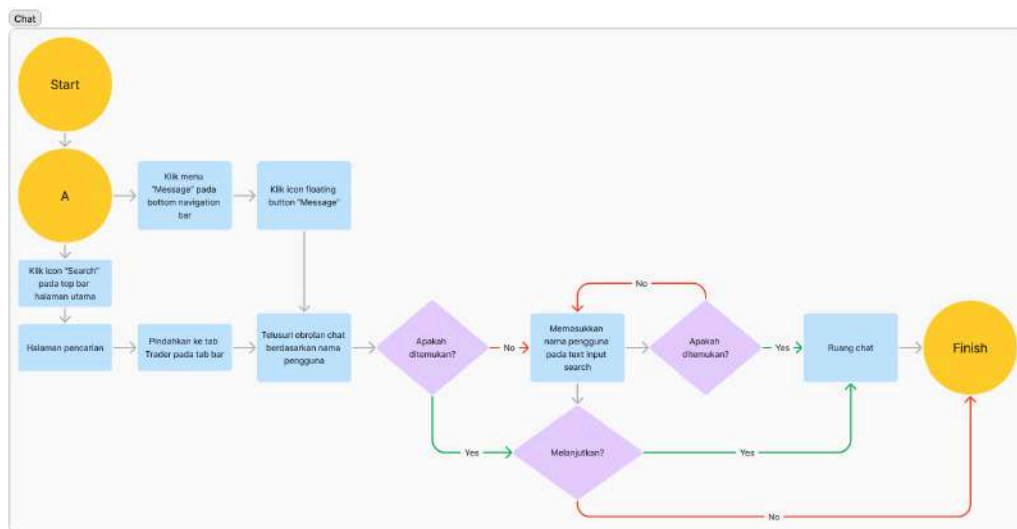 Chat
Start
A
Klik menu
"Message" pada
bottom navigation
bar
Klik icon floating
button "Message"
Klik icon "Search"
pada top bar
halaman utama
Halaman pencarian
Pindahkan ke tab
Trader pada tab bar
Telusuri obrolan chat
berdasarkan nama
pengguna
Apakah
ditemukan?
No
Memasukkan
nama pengguna
pada text input
search
No
Apakah
ditemukan?
Yes
Ruang chat
Finish
Yes
Melanjutkan?
Yes
No